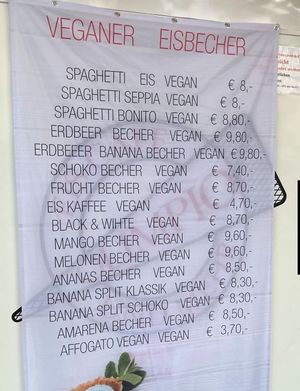 VEGANER EISBECHER
SPAGHETTI EIS VEGAN € 8,-
SPAGHETTI SEPPIA VEGAN € 8,-
SPAGHETTI BONITO VEGAN € 8,80,-
ERDBEER BECHER VEGAN € 9,80,-
ERDBEEER BANANA BECHER VEGAN € 9,80,-
SCHOKO BECHER VEGAN € 7,40,-
FRUCHT BECHER VEGAN € 8,70,-
EIS KAFFEE VEGAN € 4,70,-
BLACK & WIHTE VEGAN € 8,70,-
MANGO BECHER VEGAN € 9,60,-
MELONEN BECHER VEGAN € 9,60,-
ANANAS BECHER VEGAN € 8,50,-
BANANA SPLIT KLASSIK VEGAN € 8,30,-
BANANA SPLIT SCHOKO VEGAN € 8,30,-
AMARENA BECHER VEGAN € 8,50,-
AFFOGATO VEGAN € 3,70,-